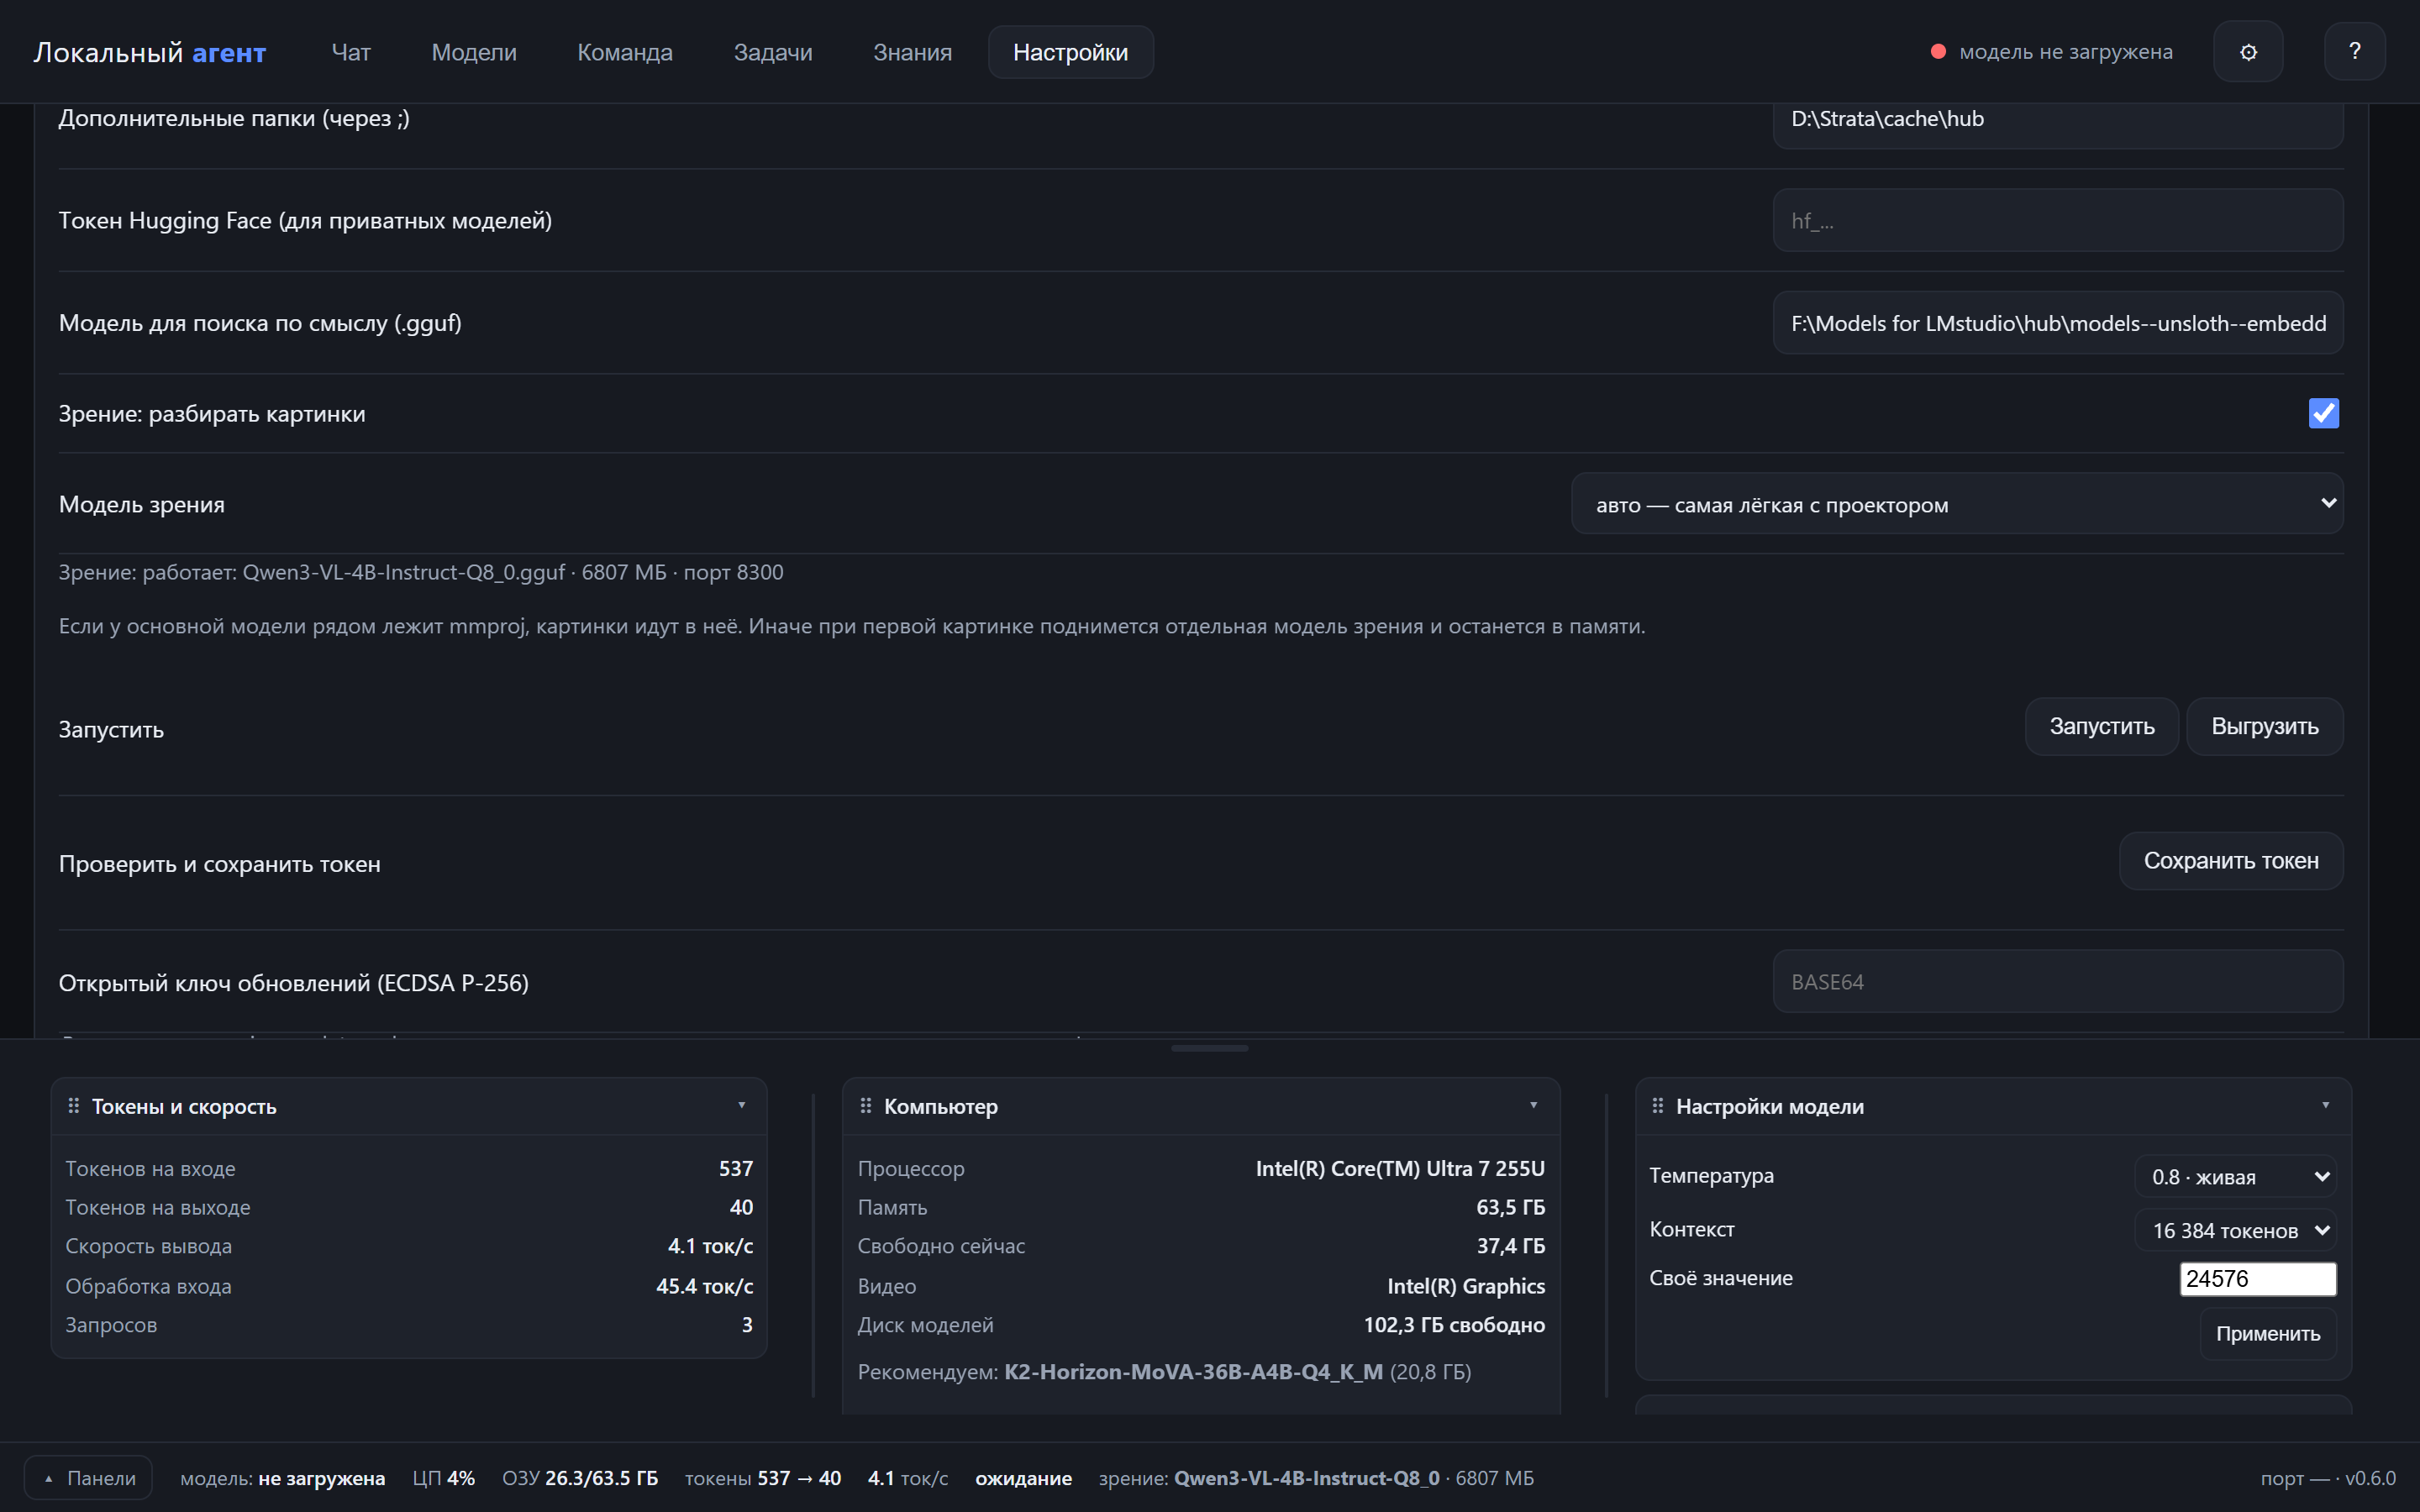 Локальный агент
Чат
Модели
Команда
Задачи
Знания
Настройки
модель не загружена
?
Дополнительные папки (через ;)
D:\Strata\cache\hub
Токен Hugging Face (для приватных моделей)
hf_...
Модель для поиска по смыслу (.gguf)
F:\Models for LMstudio\hub\models--unsloth--embedd
Зрение: разбирать картинки
Модель зрения
авто — самая лёгкая с проектором
Зрение: работает: Qwen3-VL-4B-Instruct-Q8_0.gguf · 6807 МБ · порт 8300
Если у основной модели рядом лежит mmproj, картинки идут в неё. Иначе при первой картинке поднимется отдельная модель зрения и останется в памяти.
Запустить
Запустить
Выгрузить
Проверить и сохранить токен
Сохранить токен
Открытый ключ обновлений (ECDSA P-256)
BASE64
Токены и скорость
Токенов на входе 537
Токенов на выходе 40
Скорость вывода 4.1 ток/с
Обработка входа 45.4 ток/с
Запросов 3
Компьютер
Процессор Intel(R) Core(TM) Ultra 7 255U
Память 63,5 ГБ
Свободно сейчас 37,4 ГБ
Видео Intel(R) Graphics
Диск моделей 102,3 ГБ свободно
Рекомендуем: K2-Horizon-MoVA-36B-A4B-Q4_K_M (20,8 ГБ)
Настройки модели
Температура 0.8 · живая
Контекст 16 384 токенов
Своё значение 24576
Применить
Панели
модель: не загружена
ЦП 4%
ОЗУ 26.3/63.5 ГБ
токены 537 → 40
4.1 ток/с
ожидание
зрение: Qwen3-VL-4B-Instruct-Q8_0 · 6807 МБ
порт — · v0.6.0